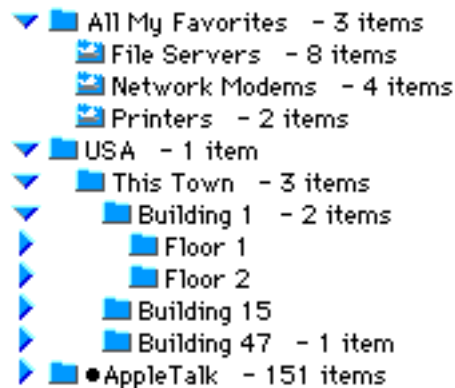 All My Favorites - 3 items
File Servers - 8 items
Network Modems - 4 items
Printers - 2 items
USA - 1 item
This Town - 3 items
Building 1 - 2 items
Floor 1
Floor 2
Building 15
Building 47 - 1 item
●AppleTalk - 151 items